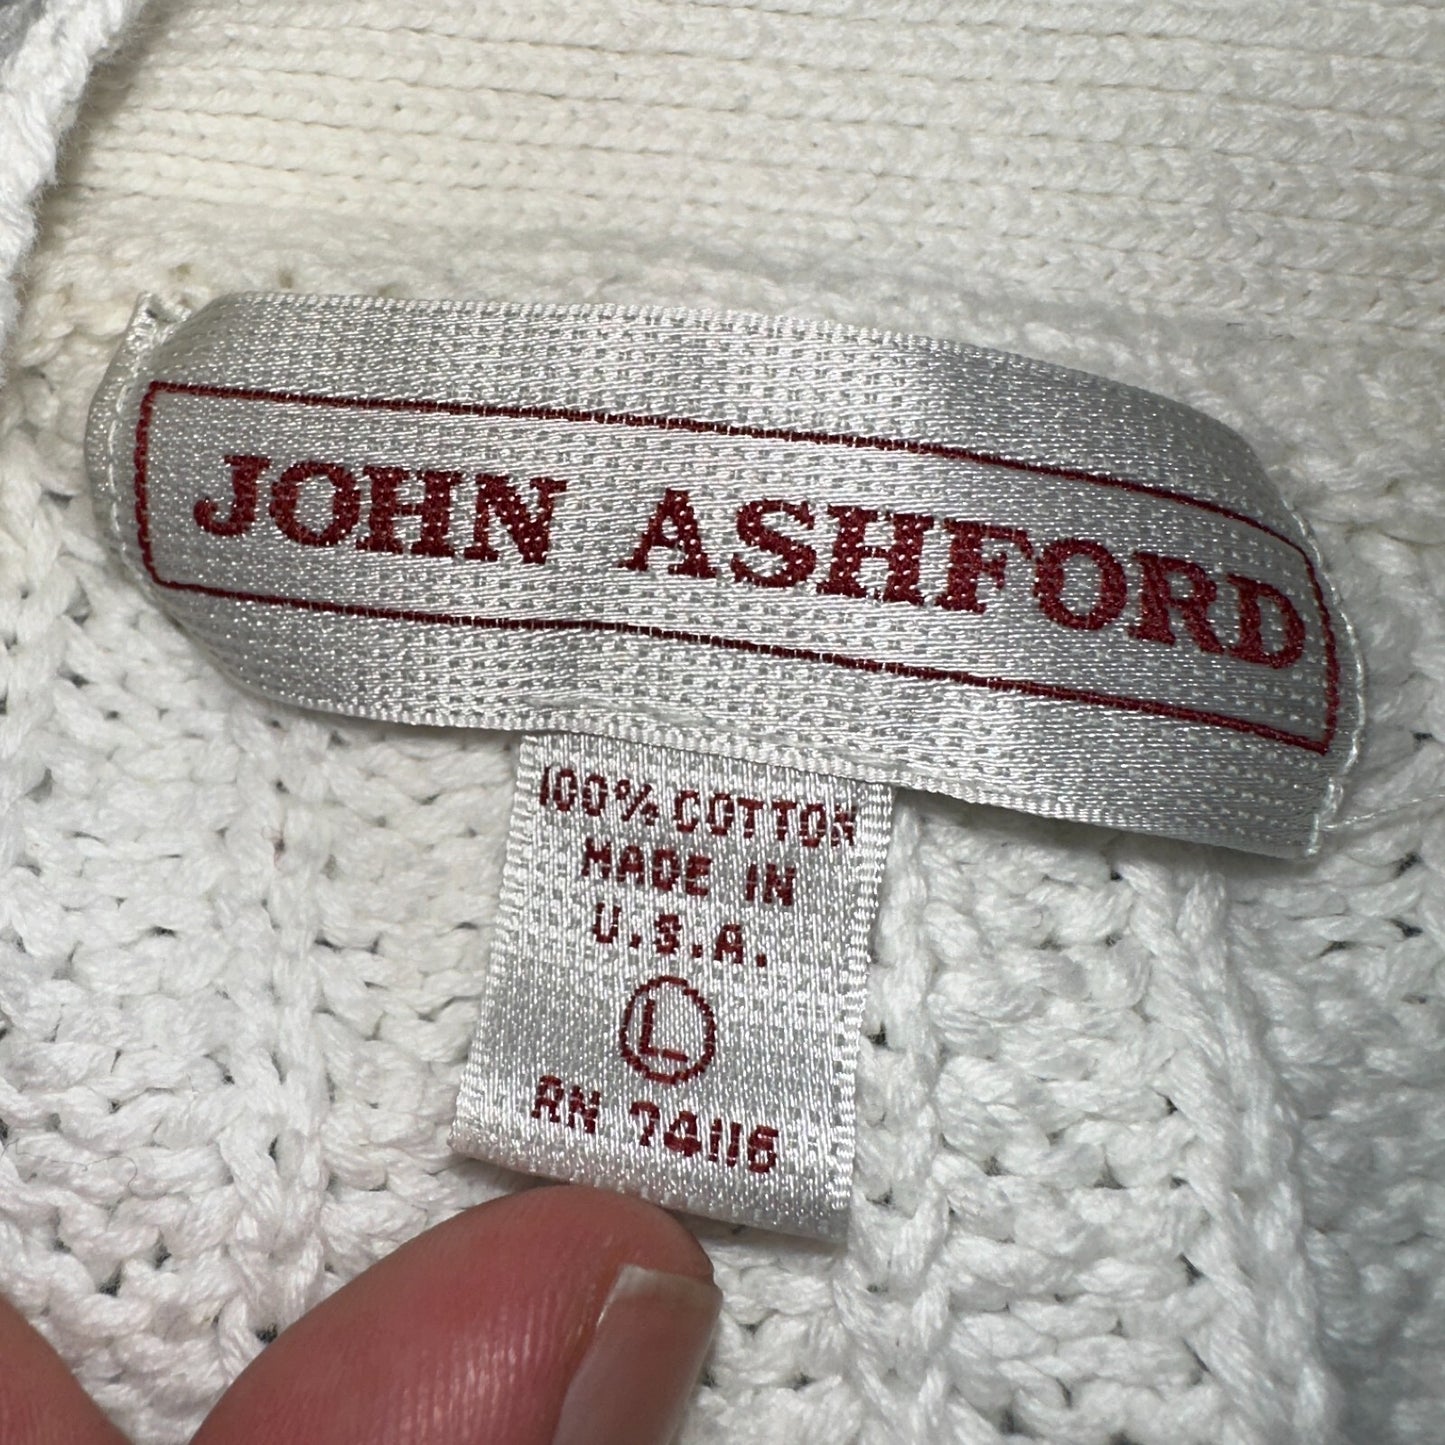 JOHN ASHFORD
100% COTTON
MADE IN
U.S.A.
L
RN 74116